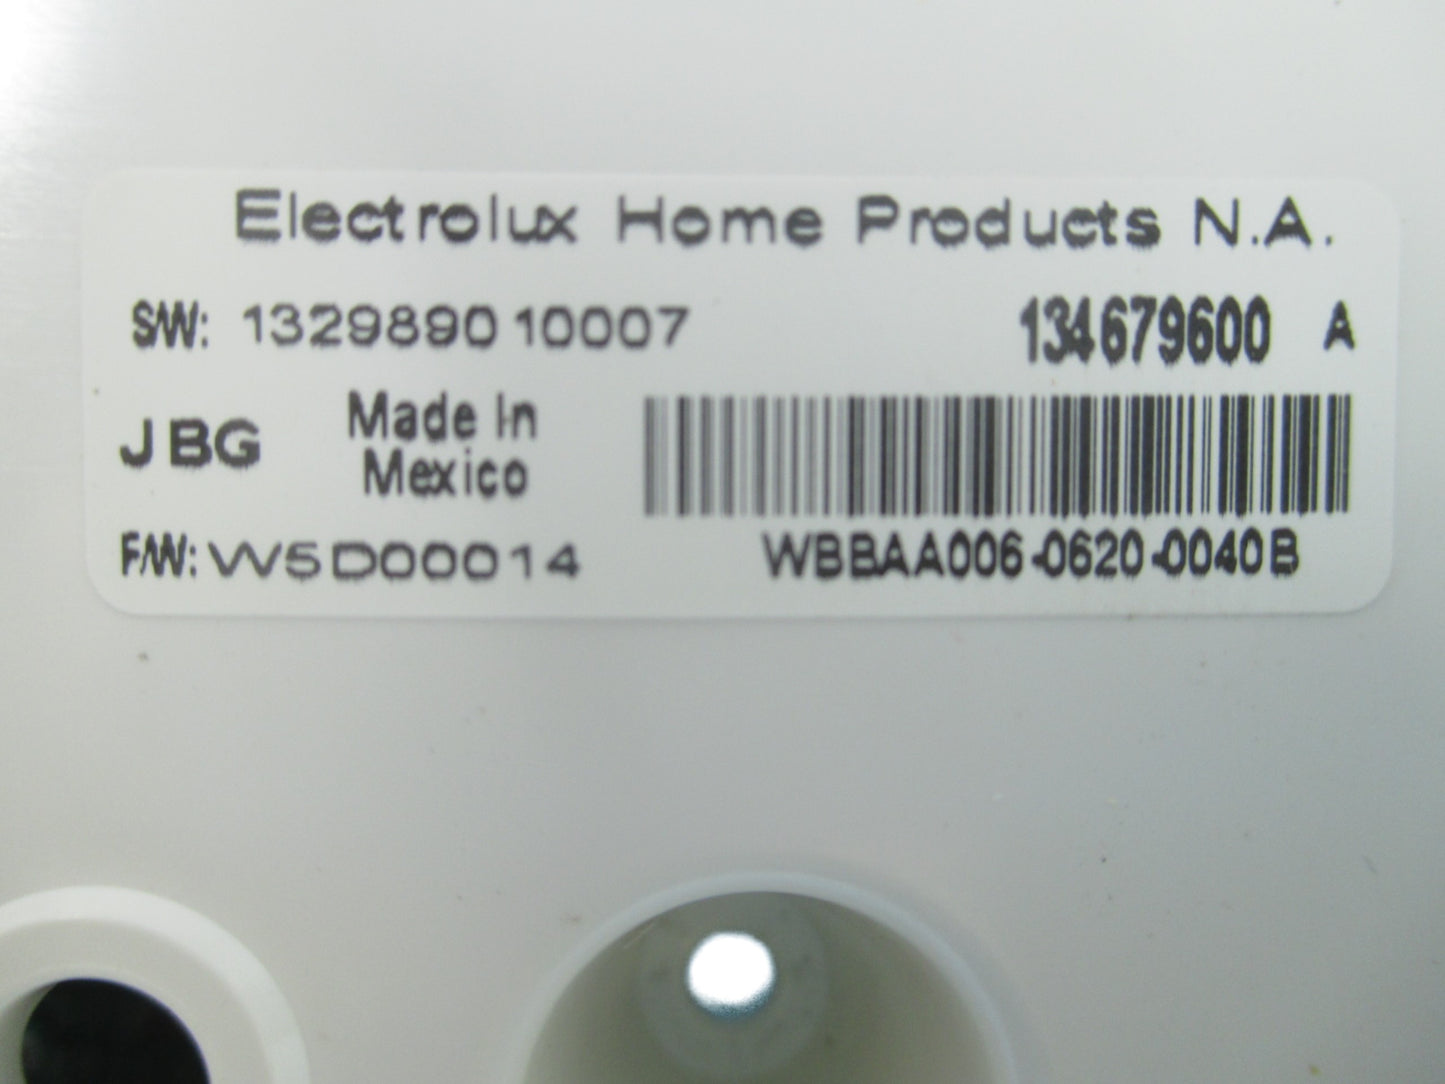 Electrolux Home Products N.A.
S/W: 132989010007 134679600 A
JBG Made In
Mexico
F/W: W5D00014 WBBAA006-0620-0040B